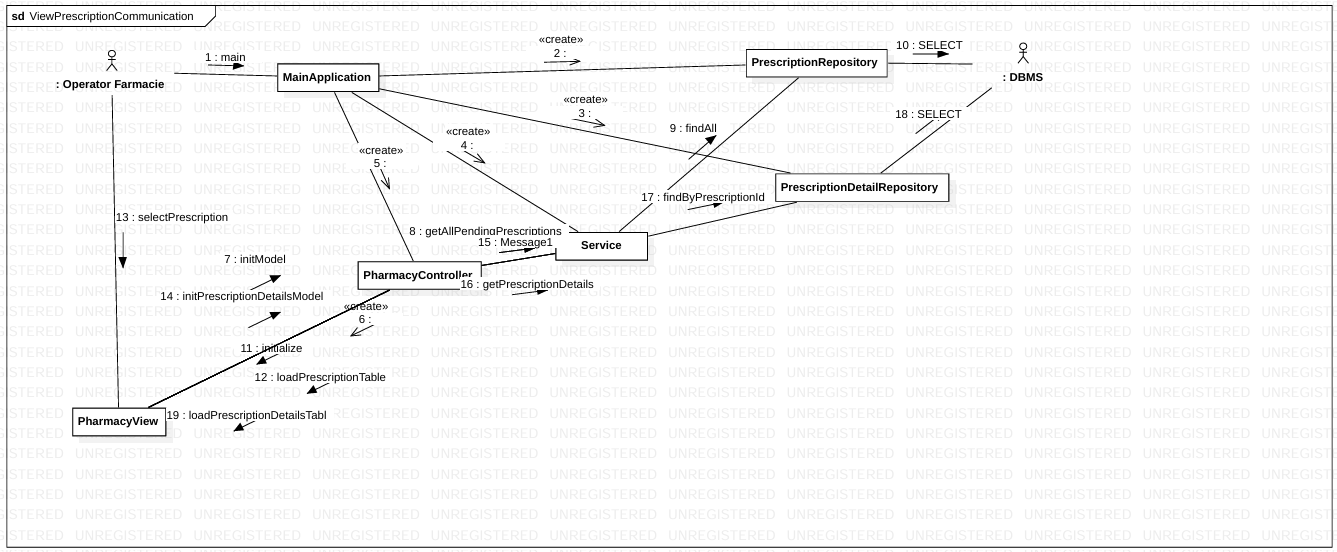 sd ViewPrescriptionCommunication
«create»
2 :
10 : SELECT
1 : main
MainApplication
PrescriptionRepository
: Operator Farmacie
: DBMS
«create»
3 :
18 : SELECT
«create»
4 :
9 : findAll
«create»
5 :
PrescriptionDetailRepository
17 : findByPrescriptionId
13 : selectPrescription
8 : getAllPendingPrescriptions
15 : Message1
Service
7 : initModel
PharmacyController
16 : getPrescriptionDetails
14 : initPrescriptionDetailsModel
«create»
6 :
11 : initialize
12 : loadPrescriptionTable
PharmacyView
19 : loadPrescriptionDetailsTabl
UNREGISTERED